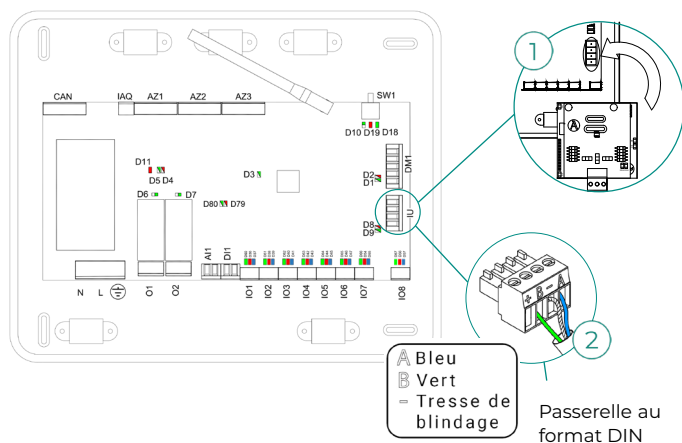 1
CAN
IAQ
AZ1
AZ2
AZ3
SW1
D10 D19 D18
A
DM1
D11
D5 D4
D3
D2
D1
D6
D7
D80
D79
IU
D8
D9
AI1
DI1
N
L
O1
O2
IO1
IO2
IO3
IO4
IO5
IO6
IO7
IO8
+ B - A
2
A Bleu
B Vert
- Tresse de
blindage
Passerelle au
format DIN